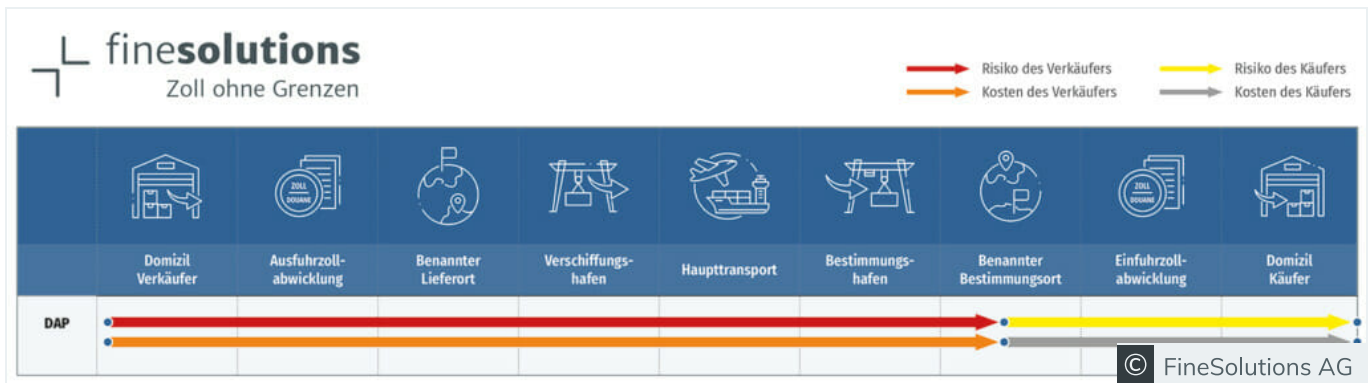 finesolutions
Zoll ohne Grenzen
Risiko des Verkäufers
Risiko des Käufers
Kosten des Verkäufers
Kosten des Käufers
ZOLL
DOUANE
ZOLL
DOUANE
Domizil
Verkäufer
Ausfuhrzoll-
abwicklung
Benannter
Lieferort
Verschiffungs-
hafen
Haupttransport
Bestimmungs-
hafen
Benannter
Bestimmungsort
Einfuhrzoll-
abwicklung
Domizil
Käufer
DAP
© FineSolutions AG